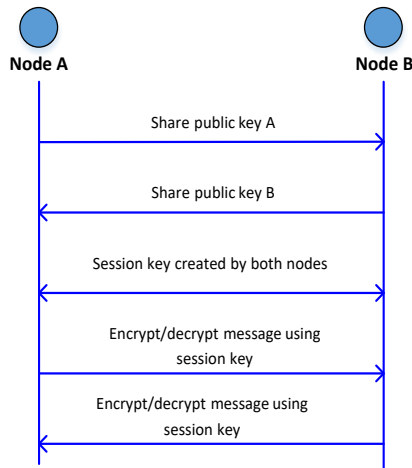 Node A
Node B
Share public key A
Share public key B
Session key created by both nodes
Encrypt/decrypt message using
session key
Encrypt/decrypt message using
session key